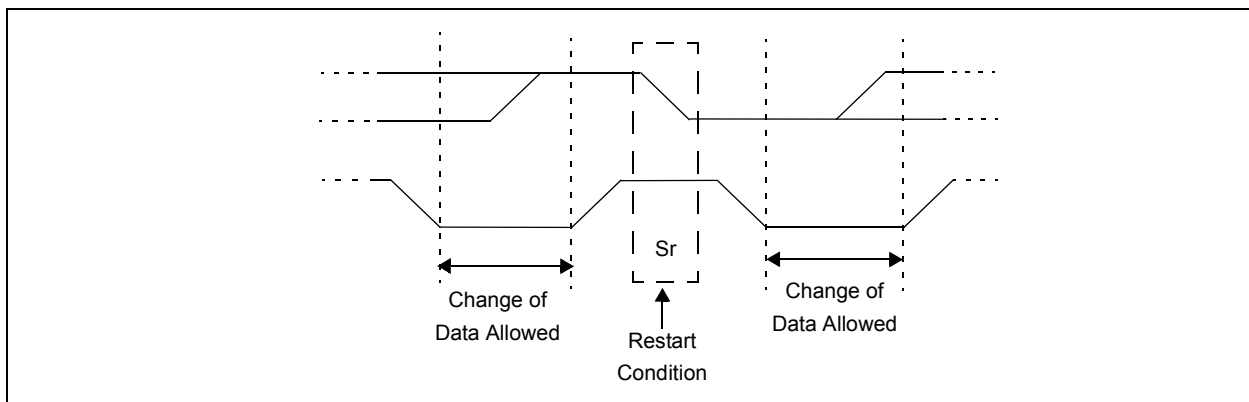 Sr
Change of
Data Allowed
Restart
Condition
Change of
Data Allowed